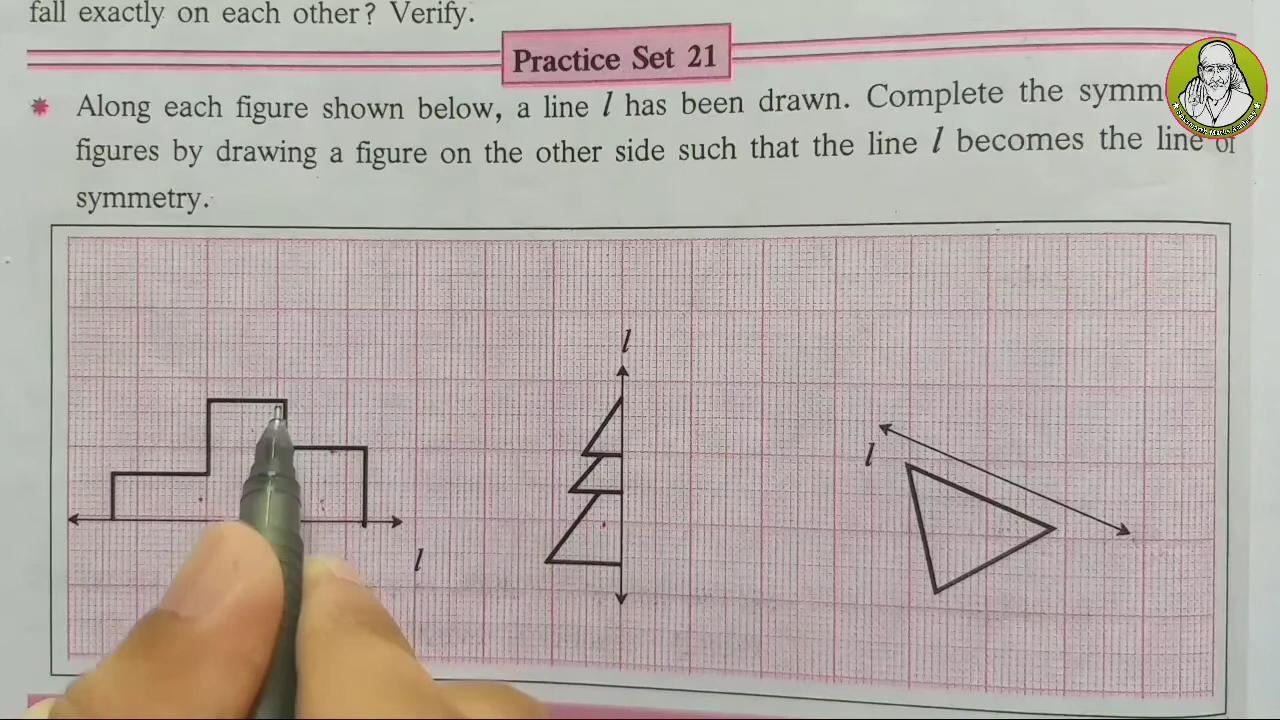 fall exactly on each other? Verify.
Practice Set 21
Along each figure shown below, a line l has been drawn. Complete the symm
figures by drawing a figure on the other side such that the line l becomes the line of
symmetry.
l
l
l